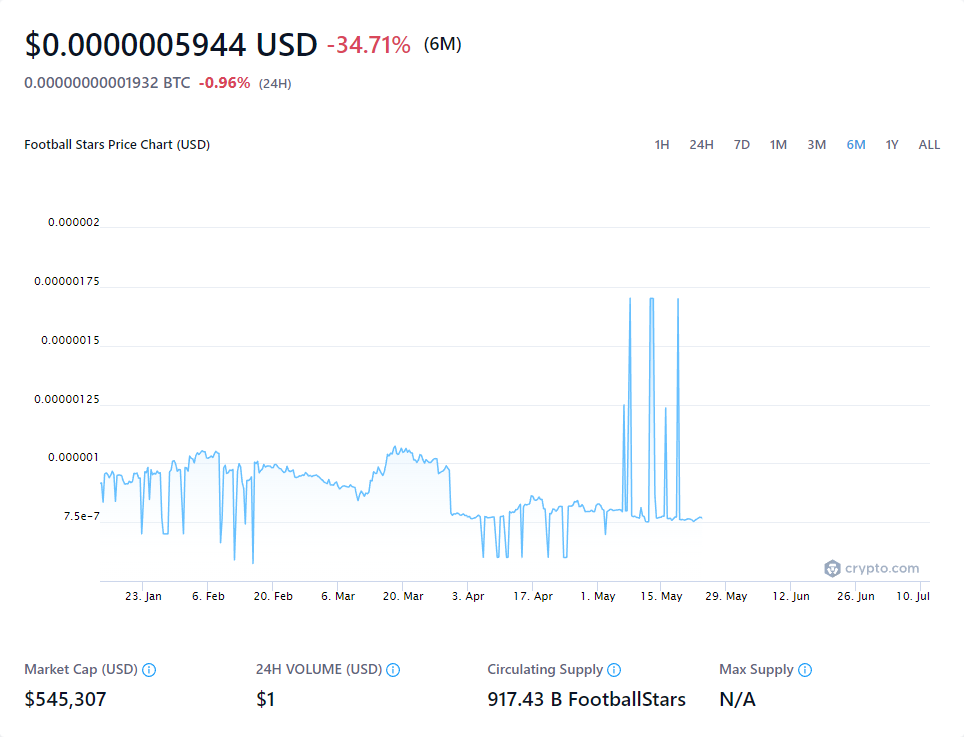 $0.0000005944 USD -34.71% (6M)
0.00000000001932 BTC -0.96% (24H)
Football Stars Price Chart (USD)
1H 24H 7D 1M 3M 6M 1Y ALL
0.000002
0.00000175
0.0000015
0.00000125
0.000001
7.5e-7
crypto.com
23. Jan 6. Feb 20. Feb 6. Mar 20. Mar 3. Apr 17. Apr 1. May 15. May 29. May 12. Jun 26. Jun 10. Jul
Market Cap (USD) 24H VOLUME (USD) Circulating Supply Max Supply
$545,307 $1 917.43 B FootballStars N/A